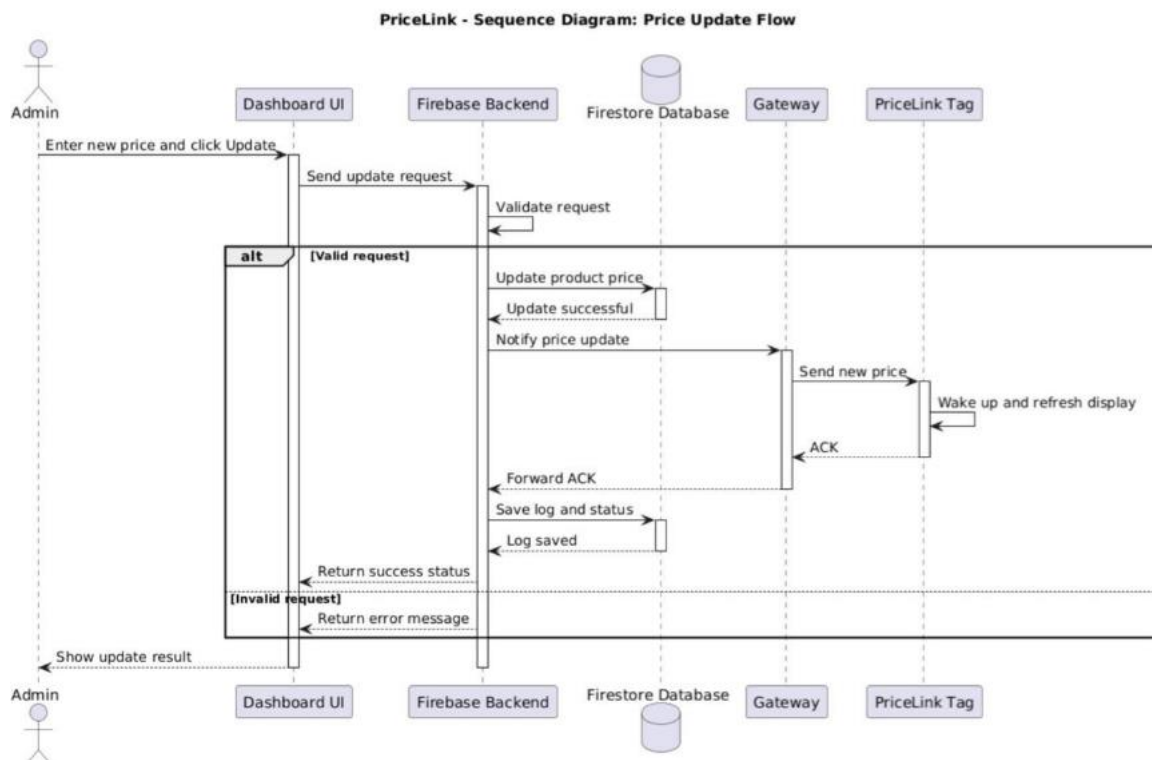 PriceLink - Sequence Diagram: Price Update Flow
Admin
Dashboard UI
Firebase Backend
Firestore Database
Gateway
PriceLink Tag
Enter new price and click Update
Send update request
Validate request
alt
[Valid request]
Update product price
Update successful
Notify price update
Send new price
Wake up and refresh display
ACK
Forward ACK
Save log and status
Log saved
Return success status
[Invalid request]
Return error message
Show update result
Admin
Dashboard UI
Firebase Backend
Firestore Database
Gateway
PriceLink Tag